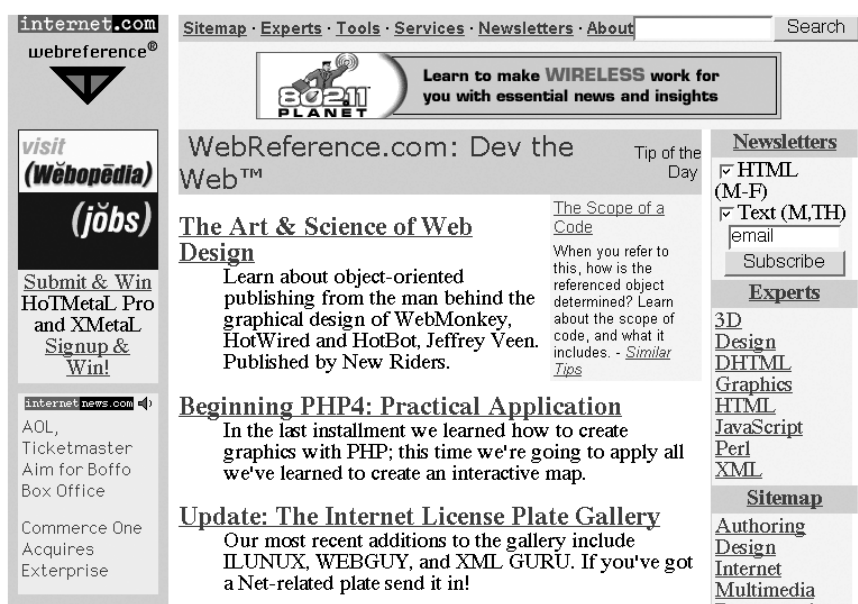 internet.com
webreference®
Sitemap · Experts · Tools · Services · Newsletters · About
Search
802.11
PLANET
Learn to make WIRELESS work for
you with essential news and insights
visit
(Wĕbopēdia)
(jŏbs)
Submit & Win
HoTMetaL Pro
and XMetaL
Signup &
Win!
internetnews.com
AOL,
Ticketmaster
Aim for Boffo
Box Office
Commerce One
Acquires
Exterprise
WebReference.com: Dev the
Web™
Tip of the
Day
The Art & Science of Web
Design
Learn about object-oriented
publishing from the man behind the
graphical design of WebMonkey,
HotWired and HotBot, Jeffrey Veen.
Published by New Riders.
The Scope of a
Code
When you refer to
this, how is the
referenced object
determined? Learn
about the scope of
code, and what it
includes. - Similar
Tips
Beginning PHP4: Practical Application
In the last installment we learned how to create
graphics with PHP; this time we're going to apply all
we've learned to create an interactive map.
Update: The Internet License Plate Gallery
Our most recent additions to the gallery include
ILUNUX, WEBGUY, and XML GURU. If you've got
a Net-related plate send it in!
Newsletters
HTML
(M-F)
Text (M,TH)
email
Subscribe
Experts
3D
Design
DHTML
Graphics
HTML
JavaScript
Perl
XML
Sitemap
Authoring
Design
Internet
Multimedia